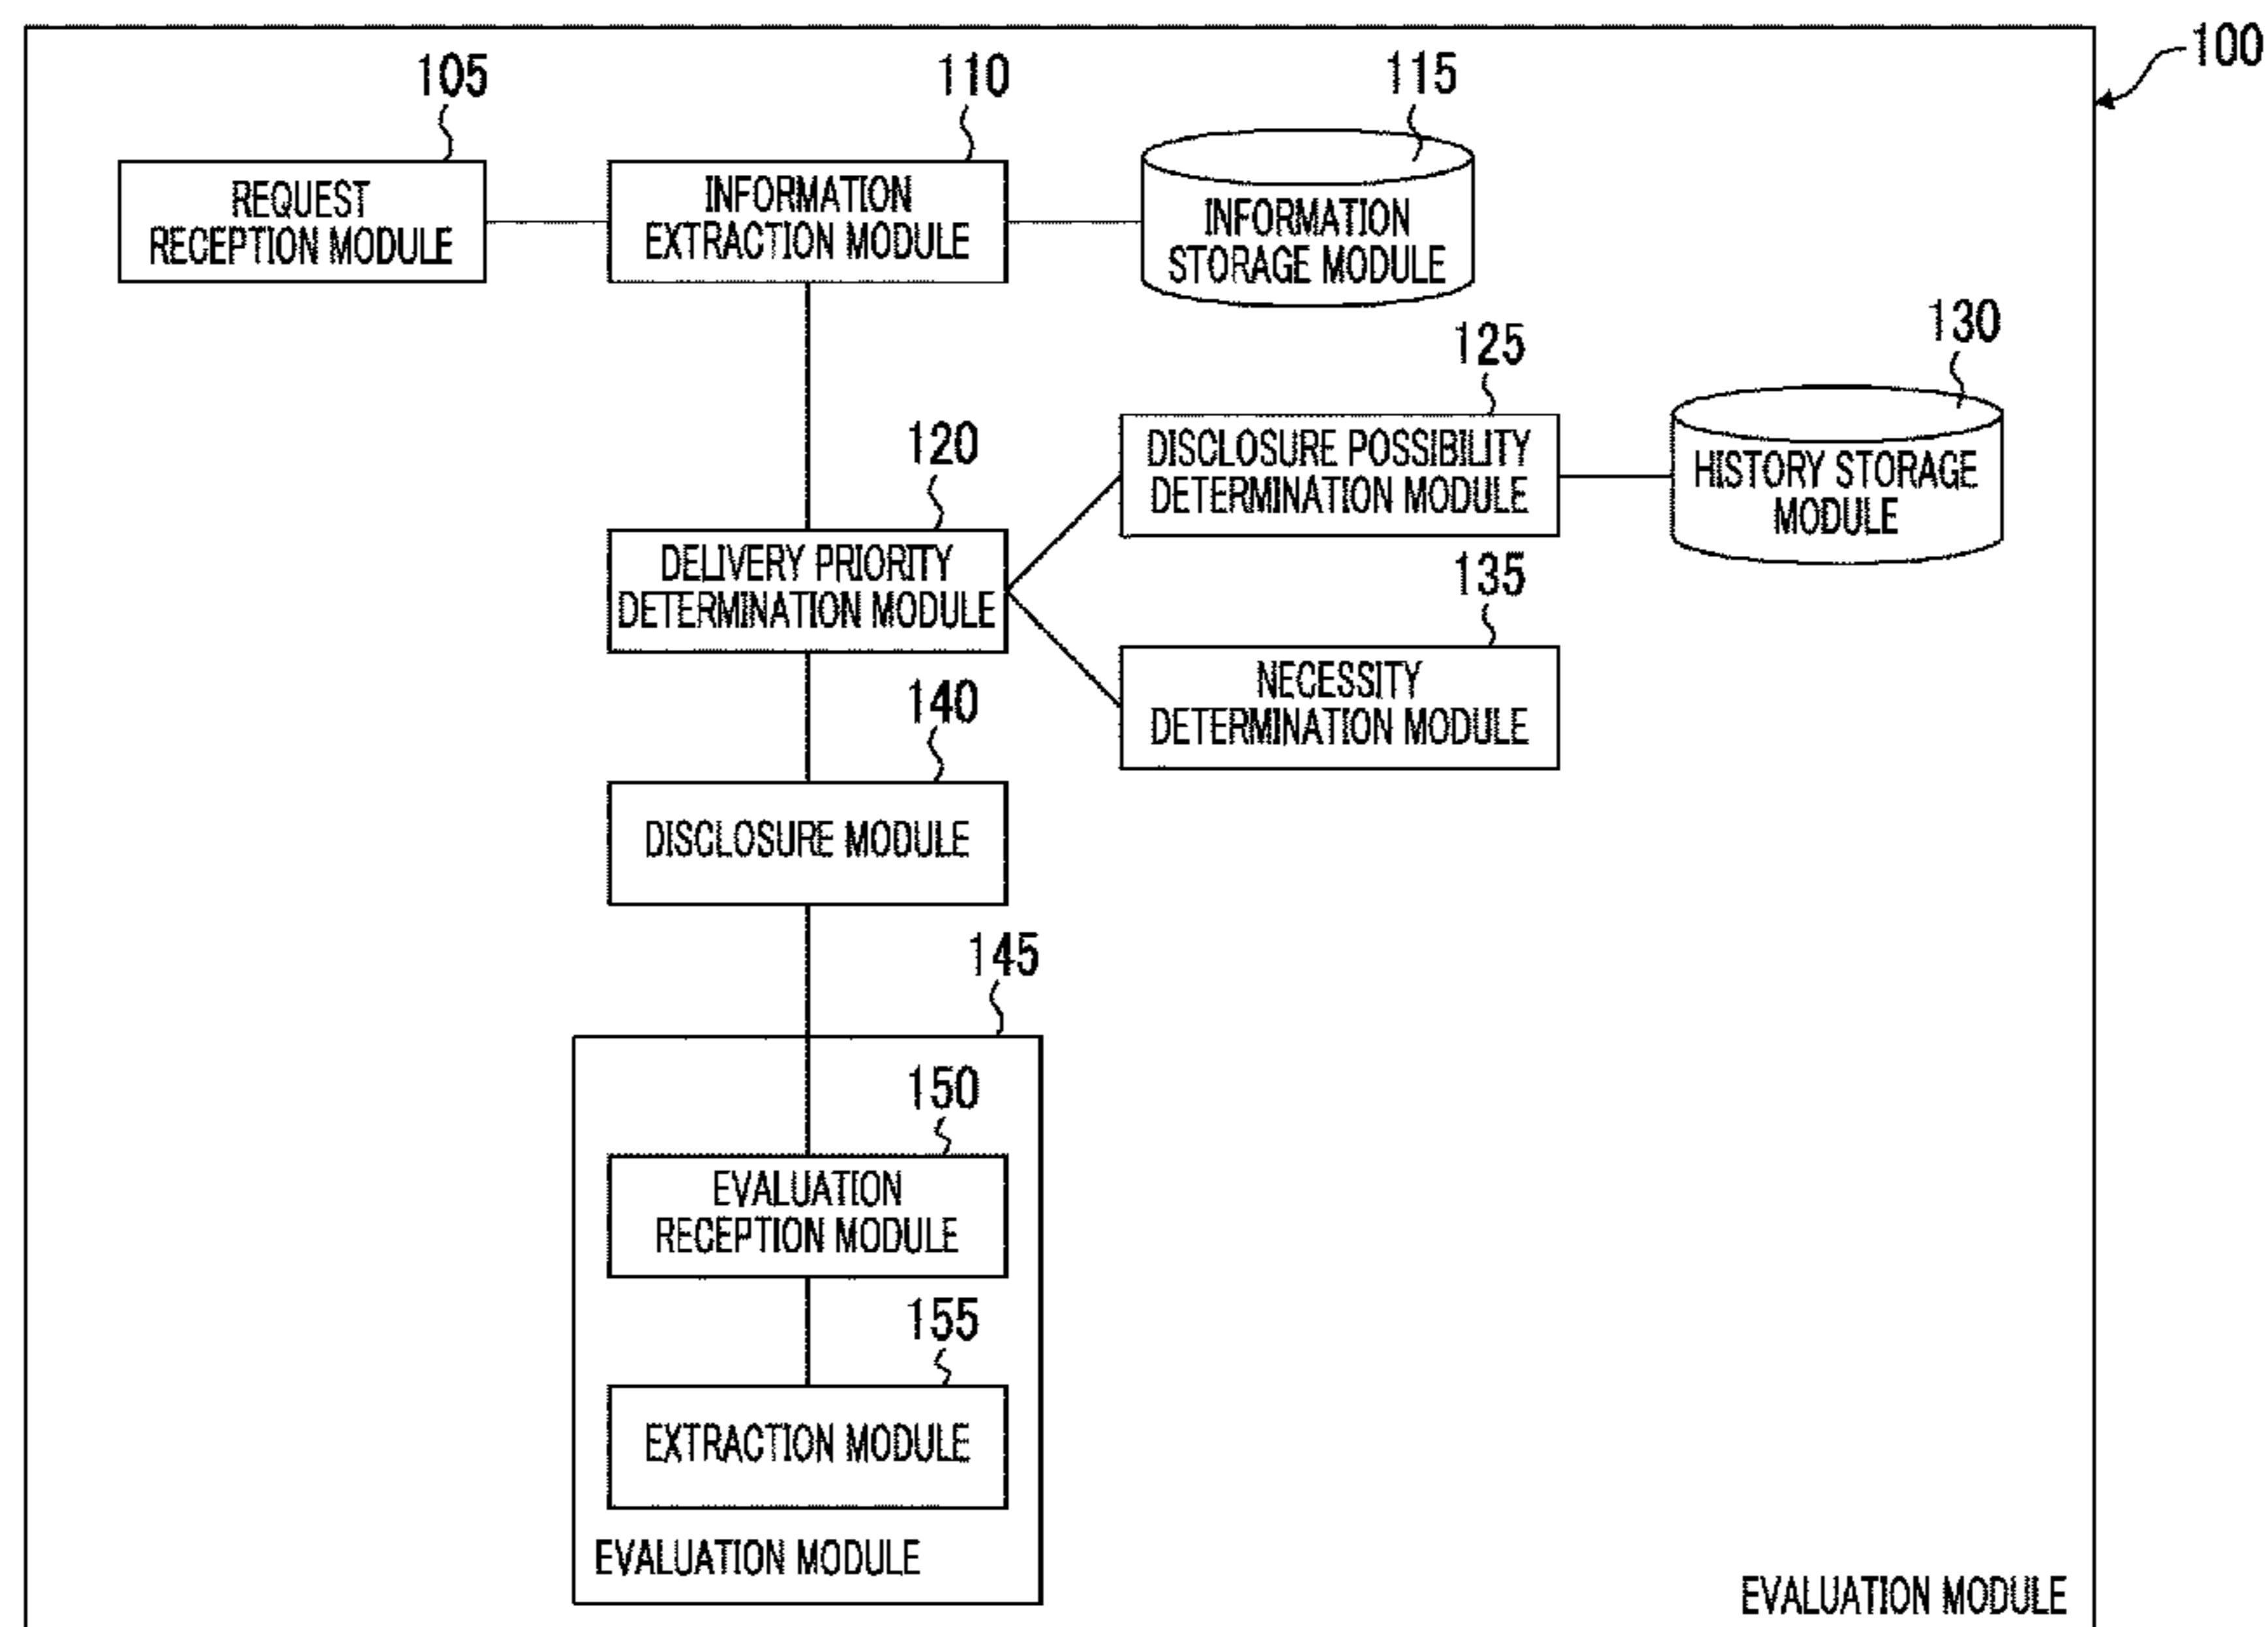 100
105
110
115
REQUEST
RECEPTION MODULE
INFORMATION
EXTRACTION MODULE
INFORMATION
STORAGE MODULE
120
125
130
DELIVERY PRIORITY
DETERMINATION MODULE
DISCLOSURE POSSIBILITY
DETERMINATION MODULE
HISTORY STORAGE
MODULE
135
NECESSITY
DETERMINATION MODULE
140
DISCLOSURE MODULE
145
150
EVALUATION
RECEPTION MODULE
155
EXTRACTION MODULE
EVALUATION MODULE
EVALUATION MODULE